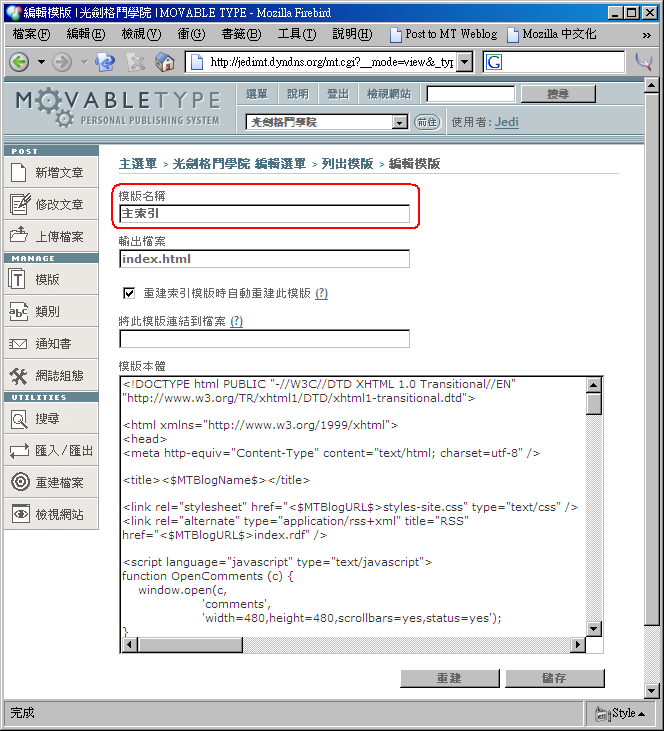 編輯模版 | 光劍格鬥學院 | MOVABLE TYPE - Mozilla Firebird
檔案(F) 編輯(E) 檢視(V) 衝(G) 書籤(B) 工具(T) 說明(H) Post to MT Weblog Mozilla 中文化 »
http://jedimt.dyndns.org/mt.cgi?__mode=view&_typ
G
MOVABLETYPE
PERSONAL PUBLISHING SYSTEM
選單 說明 登出 檢視網站 搜尋
光劍格鬥學院 前往 使用者: Jedi
POST
新增文章
修改文章
上傳檔案
MANAGE
模版
類別
通知書
網誌組態
UTILITIES
搜尋
匯入/匯出
重建檔案
檢視網站
主選單 > 光劍格鬥學院 編輯選單 > 列出模版 > 編輯模版
模版名稱
主索引
輸出檔案
index.html
重建索引模版時自動重建此模版 (?)
將此模版連結到檔案 (?)
模版本體
<!DOCTYPE html PUBLIC "-//W3C//DTD XHTML 1.0 Transitional//EN"
"http://www.w3.org/TR/xhtml1/DTD/xhtml1-transitional.dtd">
<html xmlns="http://www.w3.org/1999/xhtml">
<head>
<meta http-equiv="Content-Type" content="text/html; charset=utf-8" />
<title><$MTBlogName$></title>
<link rel="stylesheet" href="<$MTBlogURL$>styles-site.css" type="text/css" />
<link rel="alternate" type="application/rss+xml" title="RSS"
href="<$MTBlogURL$>index.rdf" />
<script language="javascript" type="text/javascript">
function OpenComments (c) {
window.open(c,
'comments',
'width=480,height=480,scrollbars=yes,status=yes');
}
重建 儲存
完成 Style